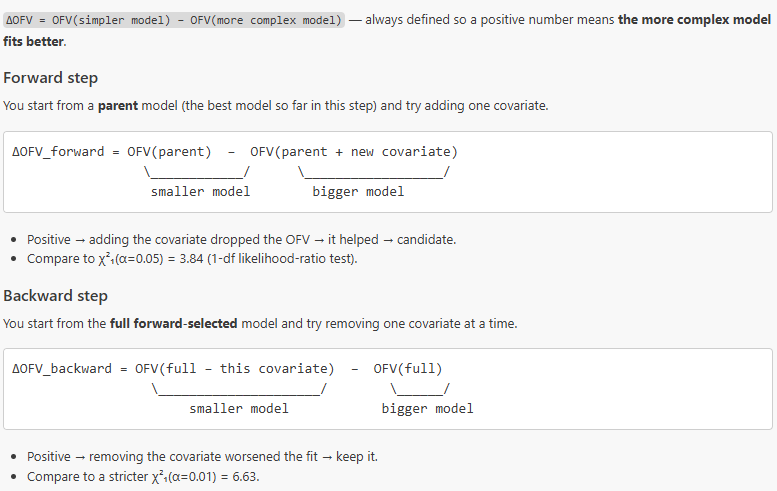 ΔOFV = OFV(simpler model) − OFV(more complex model) — always defined so a positive number means the more complex model
fits better.
Forward step
You start from a parent model (the best model so far in this step) and try adding one covariate.
ΔOFV_forward = OFV(parent) − OFV(parent + new covariate)
\____________/ \__________________/
smaller model bigger model
• Positive → adding the covariate dropped the OFV → it helped → candidate.
• Compare to χ²₁(α=0.05) = 3.84 (1-df likelihood-ratio test).
Backward step
You start from the full forward-selected model and try removing one covariate at a time.
ΔOFV_backward = OFV(full − this covariate) − OFV(full)
\_____________________/ \______/
smaller model bigger model
• Positive → removing the covariate worsened the fit → keep it.
• Compare to a stricter χ²₁(α=0.01) = 6.63.